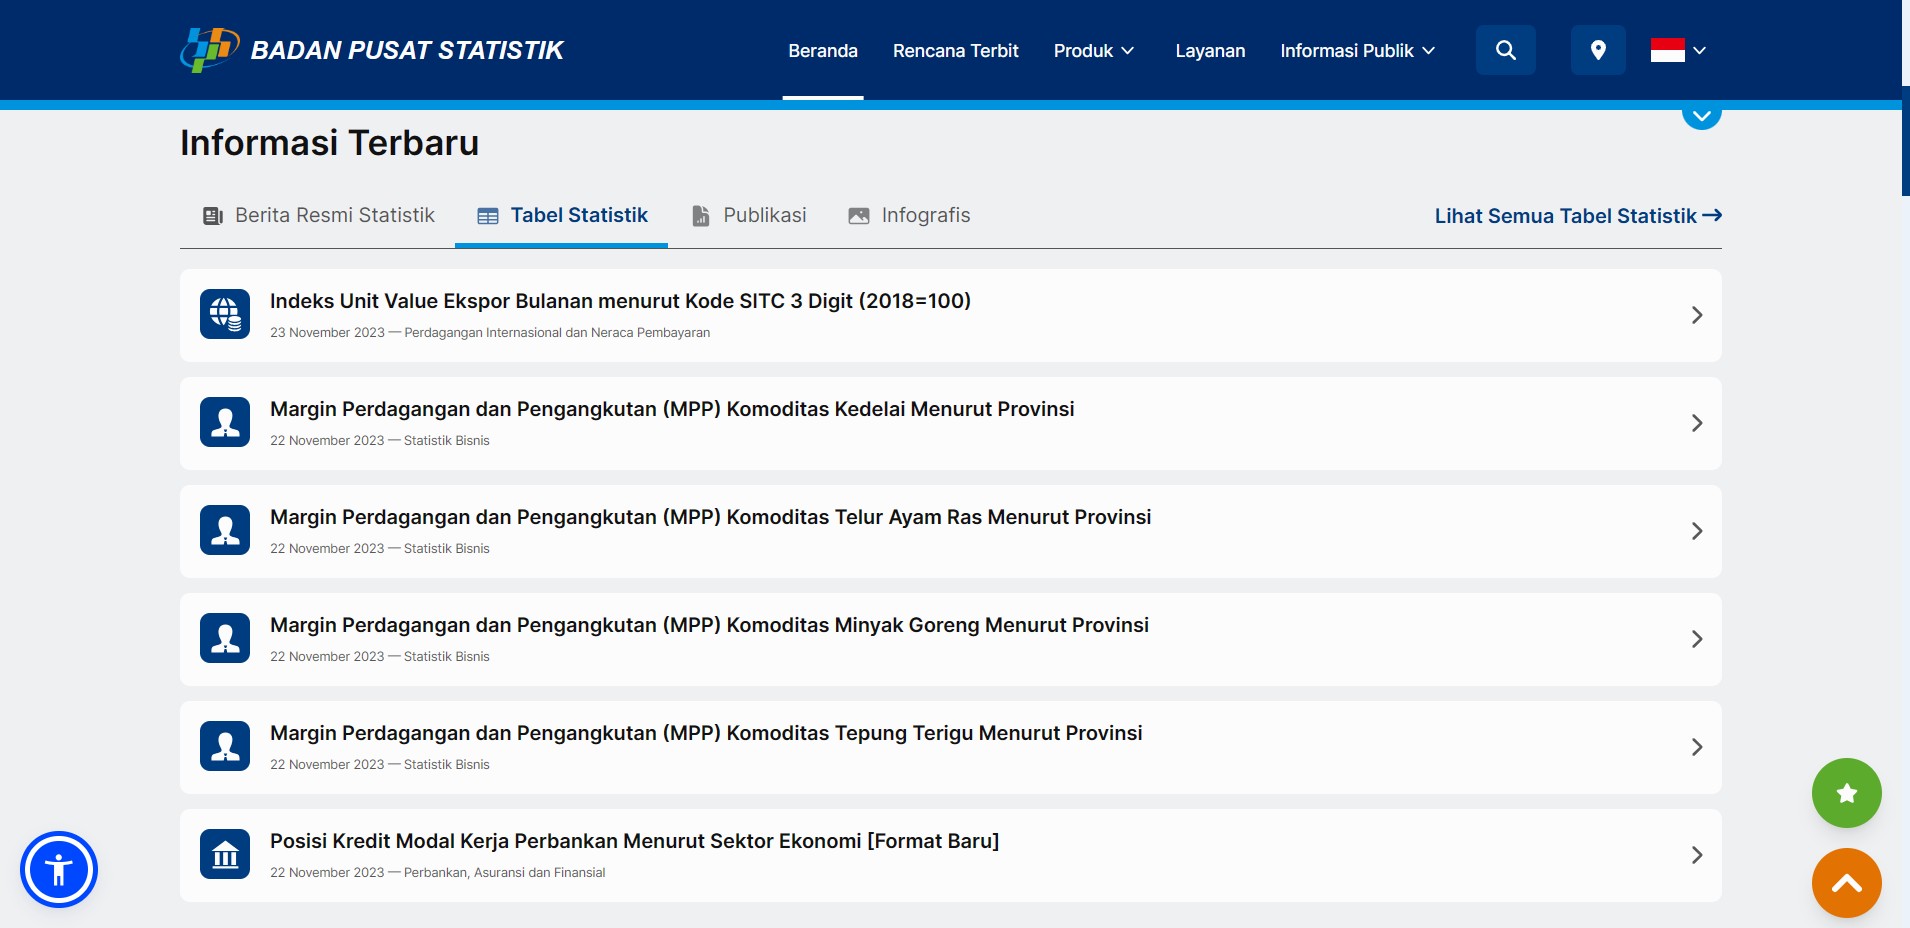 BADAN PUSAT STATISTIK
Beranda
Rencana Terbit
Produk
Layanan
Informasi Publik
Informasi Terbaru
Berita Resmi Statistik
Tabel Statistik
Publikasi
Infografis
Lihat Semua Tabel Statistik
Indeks Unit Value Ekspor Bulanan menurut Kode SITC 3 Digit (2018=100)
23 November 2023 — Perdagangan Internasional dan Neraca Pembayaran
Margin Perdagangan dan Pengangkutan (MPP) Komoditas Kedelai Menurut Provinsi
22 November 2023 — Statistik Bisnis
Margin Perdagangan dan Pengangkutan (MPP) Komoditas Telur Ayam Ras Menurut Provinsi
22 November 2023 — Statistik Bisnis
Margin Perdagangan dan Pengangkutan (MPP) Komoditas Minyak Goreng Menurut Provinsi
22 November 2023 — Statistik Bisnis
Margin Perdagangan dan Pengangkutan (MPP) Komoditas Tepung Terigu Menurut Provinsi
22 November 2023 — Statistik Bisnis
Posisi Kredit Modal Kerja Perbankan Menurut Sektor Ekonomi [Format Baru]
22 November 2023 — Perbankan, Asuransi dan Finansial